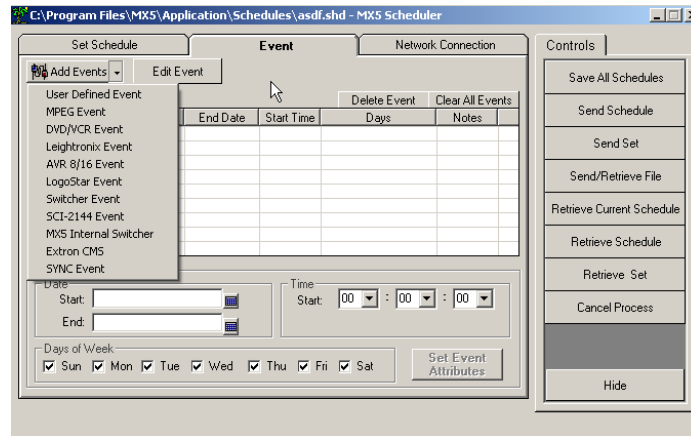 C:\Program Files\MX5\Application\Schedules\asdf.shd - MX5 Scheduler
Set Schedule
Event
Network Connection
Add Events
Edit Event
User Defined Event
MPEG Event
DVD/VCR Event
Leightronix Event
AVR 8/16 Event
LogoStar Event
Switcher Event
SCI-2144 Event
MX5 Internal Switcher
Extron CMS
SYNC Event
Delete Event
Clear All Events
End Date
Start Time
Days
Notes
Date
Start:
End:
Time
Start:
00 : 00 : 00
Days of Week
Sun Mon Tue Wed Thu Fri Sat
Set Event
Attributes
Controls
Save All Schedules
Send Schedule
Send Set
Send/Retrieve File
Retrieve Current Schedule
Retrieve Schedule
Retrieve Set
Cancel Process
Hide